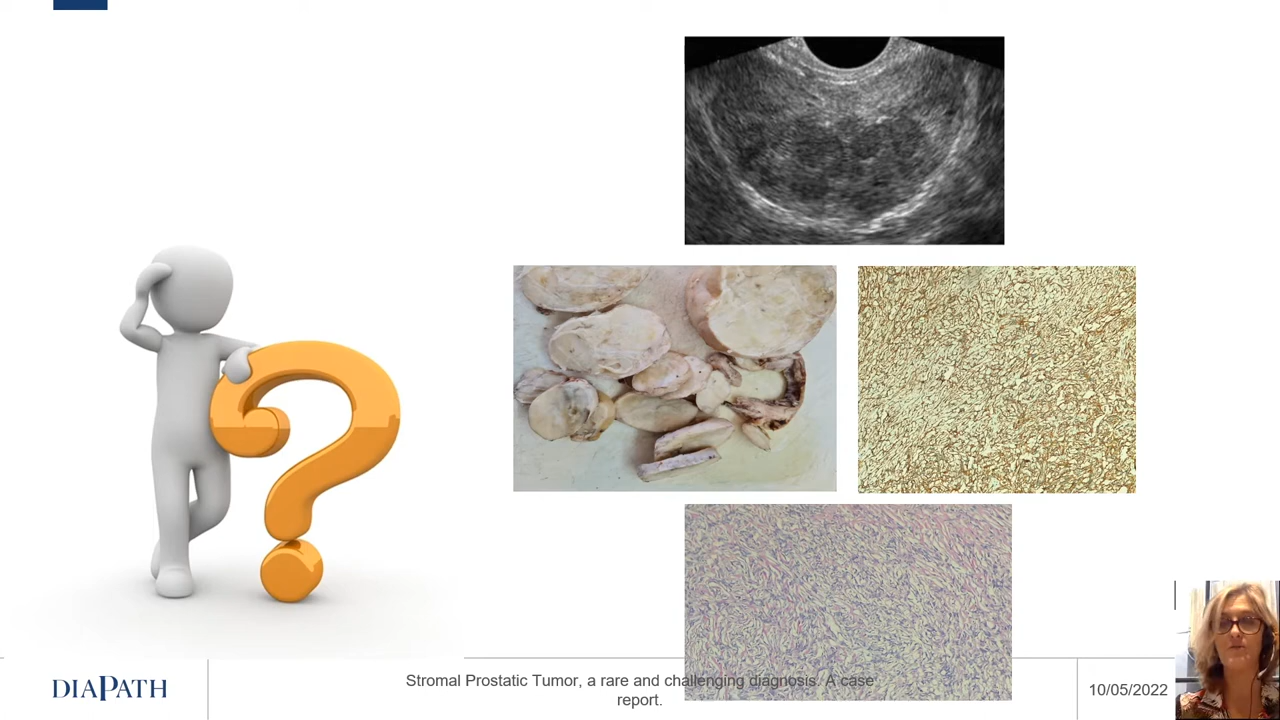 DIAPATH
Stromal Prostatic Tumor, a rare and challenging diagnosis. A case
report.
10/05/2022